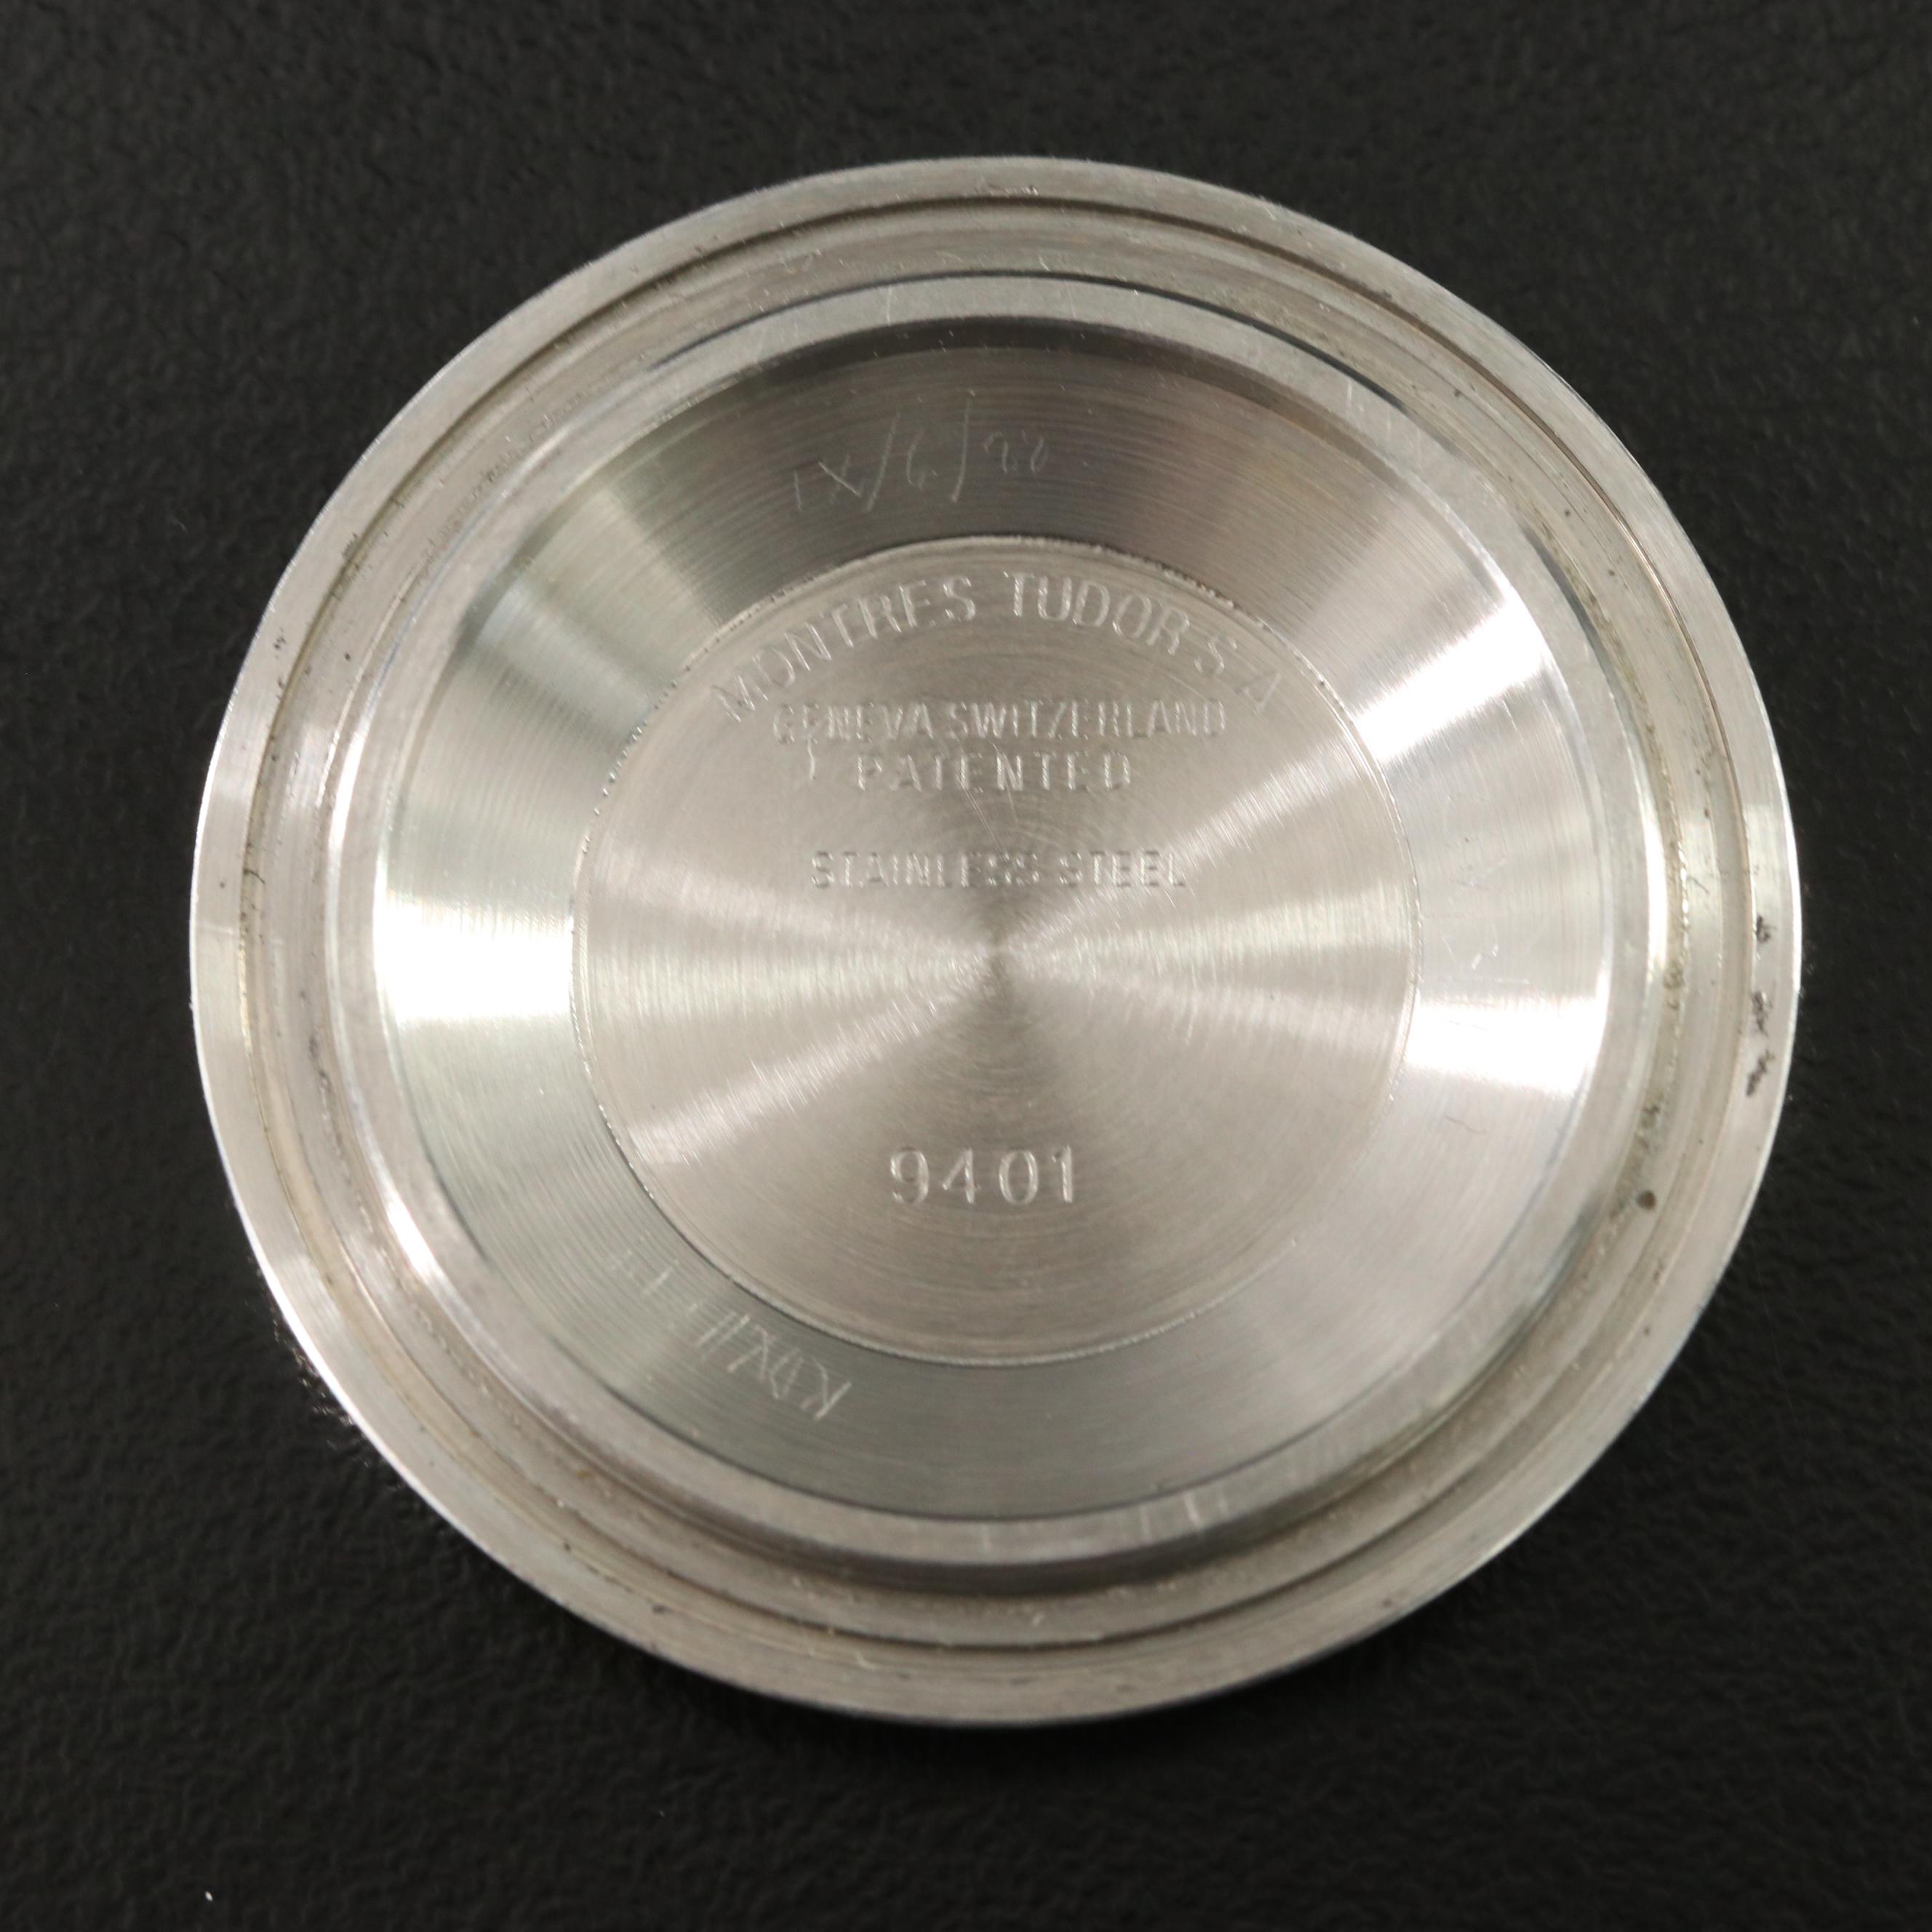 MONTRES TUDOR S.A
GENEVA SWITZERLAND
PATENTED
STAINLESS STEEL
9401